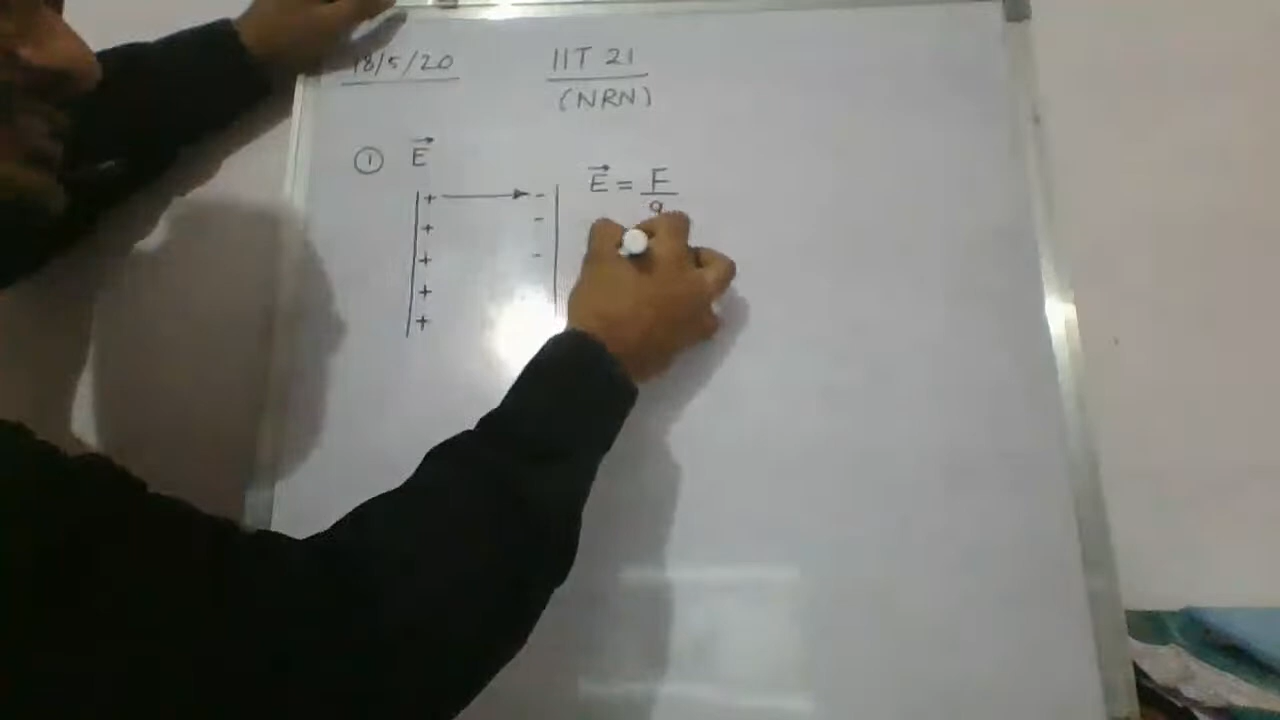 18/5/20 IIT 21
(NRN)
① E⃗
+ → - E⃗ = F/q
+ -
+ -
+
+